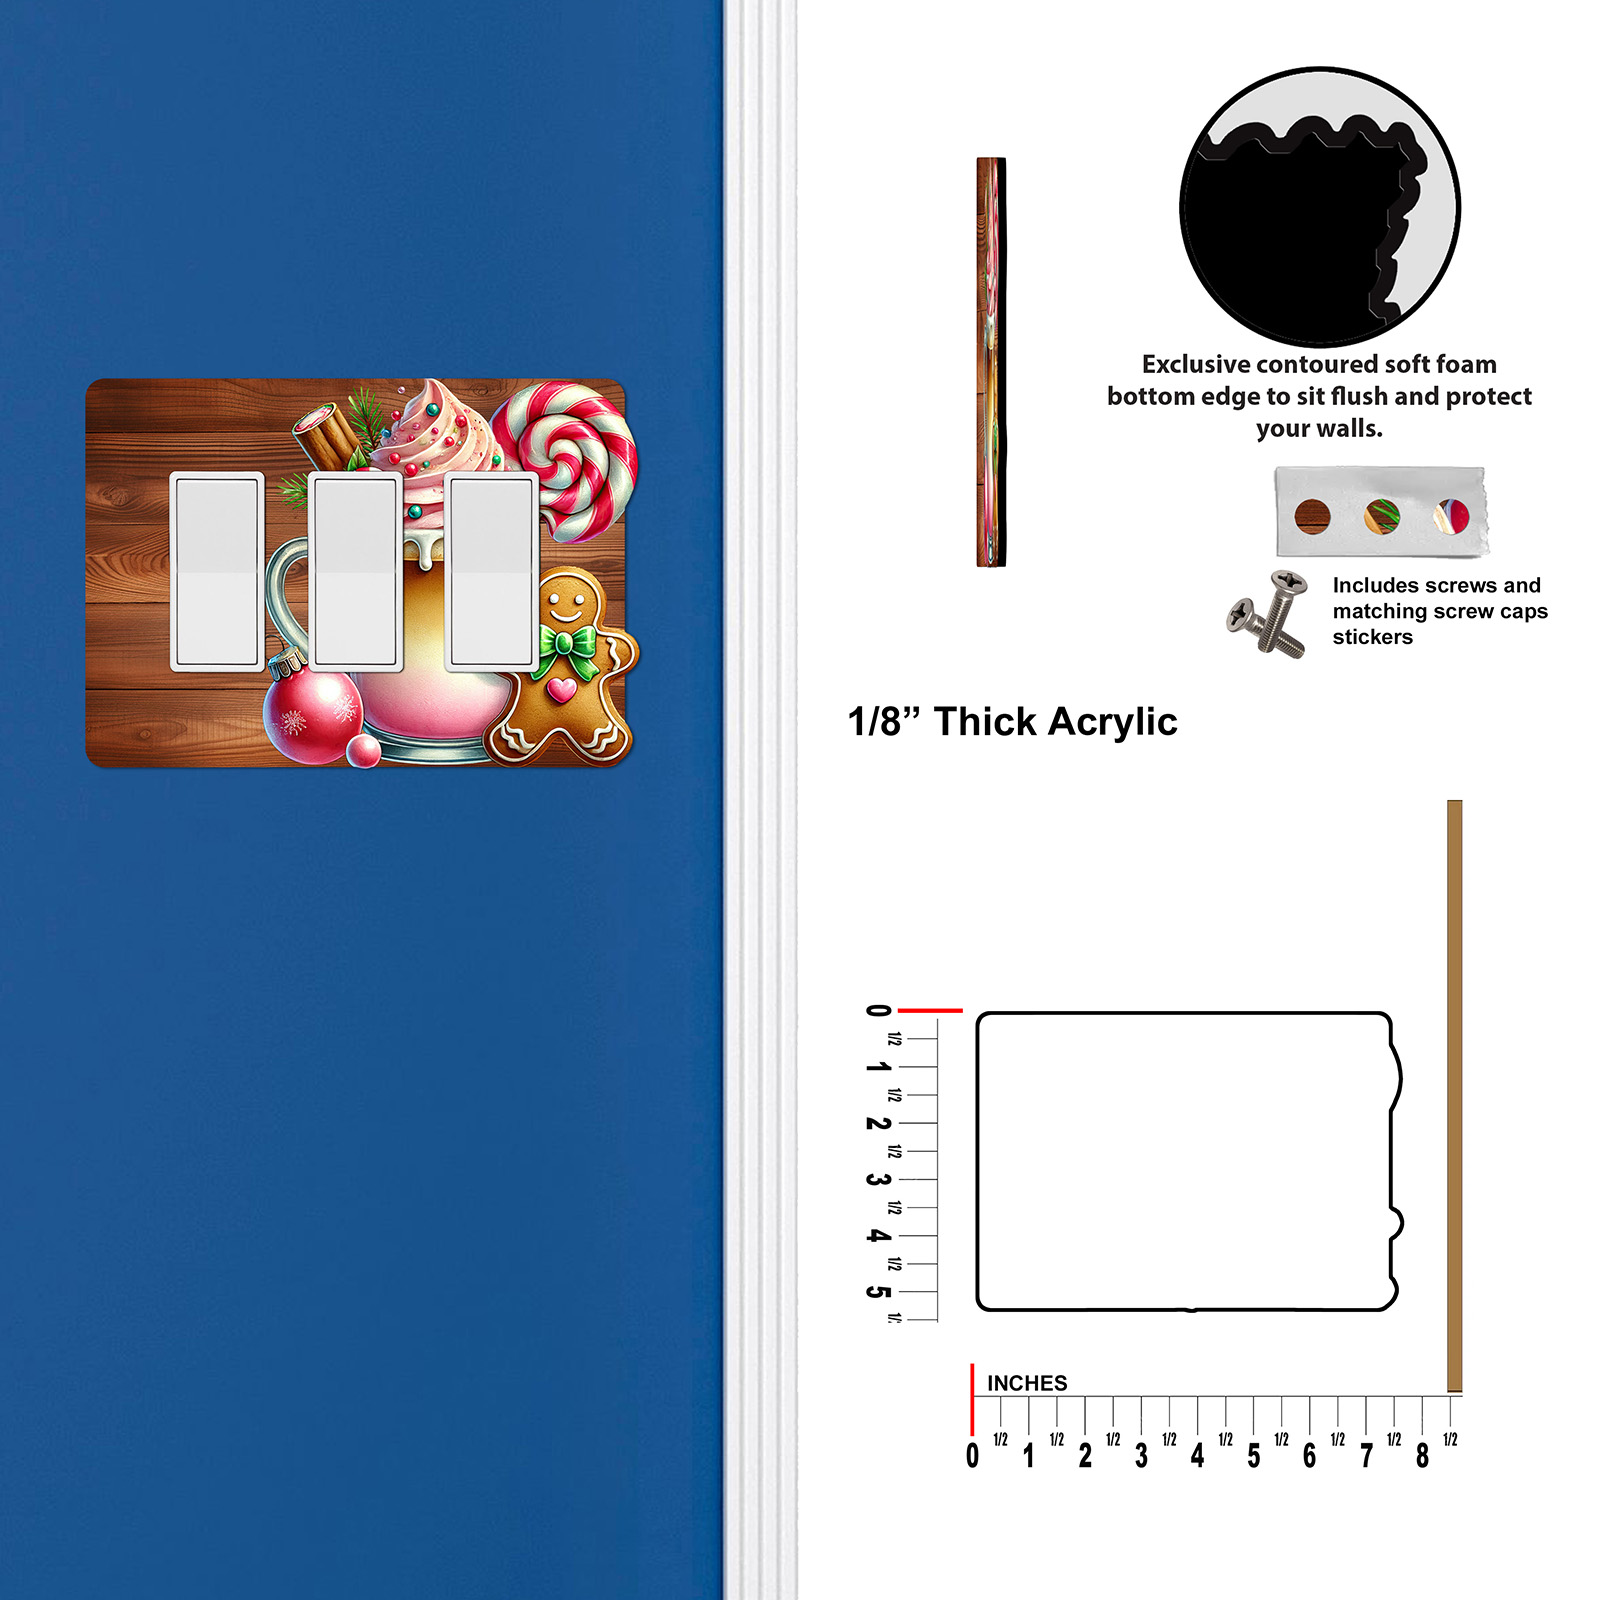 Exclusive contoured soft foam
bottom edge to sit flush and protect
your walls.
Includes screws and
matching screw caps
stickers
1/8” Thick Acrylic
0
1/2
1
1/2
2
1/2
3
1/2
4
1/2
5
INCHES
0 1/2 1 1/2 2 1/2 3 1/2 4 1/2 5 1/2 6 1/2 7 1/2 8 1/2